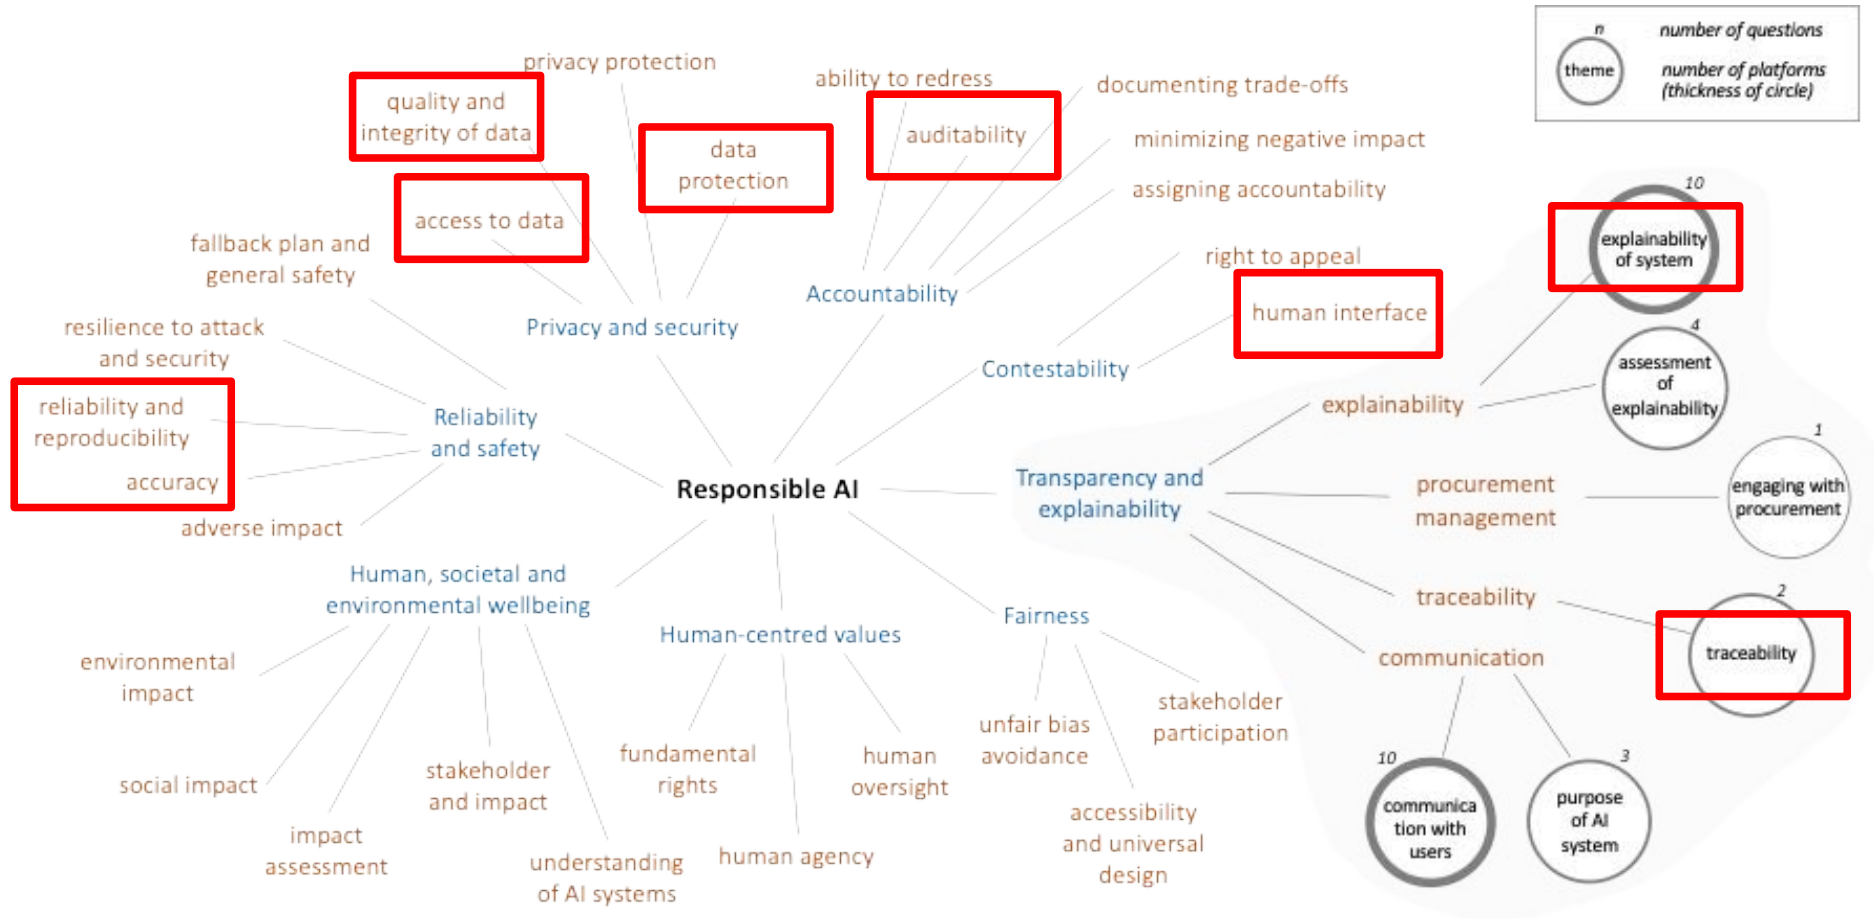 n
number of questions
theme
number of platforms
(thickness of circle)
privacy protection
quality and
integrity of data
data
protection
access to data
fallback plan and
general safety
resilience to attack
and security
reliability and
reproducibility
accuracy
adverse impact
Privacy and security
Reliability
and safety
ability to redress
auditability
documenting trade-offs
minimizing negative impact
assigning accountability
Accountability
right to appeal
human interface
Contestability
Responsible AI
Transparency and
explainability
explainability
10
explainability
of system
4
assessment
of
explainability
procurement
management
1
engaging with
procurement
traceability
2
traceability
communication
10
communica
tion with
users
3
purpose
of AI
system
Human, societal and
environmental wellbeing
environmental
impact
social impact
impact
assessment
stakeholder
and impact
understanding
of AI systems
Human-centred values
fundamental
rights
human agency
human
oversight
Fairness
unfair bias
avoidance
accessibility
and universal
design
stakeholder
participation